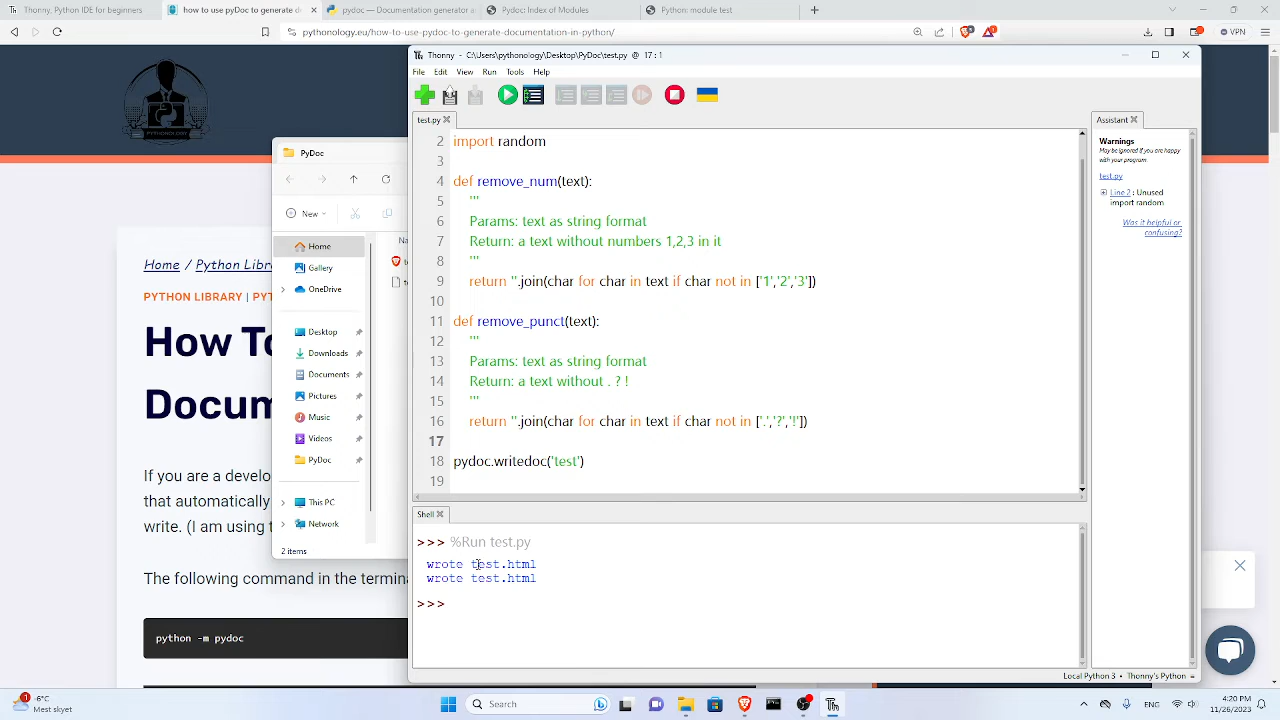 Thonny, Python IDE for beginners
how to use pydoc to generate d
pydoc — Documentation generator a
Pydoc: Index of Modules
Python: module test
pythonology.eu/how-to-use-pydoc-to-generate-documentation-in-python/
VPN
Thonny - C:\Users\pythonology\Desktop\PyDoc\test.py @ 17 : 1
File Edit View Run Tools Help
test.py
Assistant
2 import random
3
4 def remove_num(text):
5 '''
6 Params: text as string format
7 Return: a text without numbers 1,2,3 in it
8 '''
9 return ''.join(char for char in text if char not in ['1','2','3'])
10
11 def remove_punct(text):
12 '''
13 Params: text as string format
14 Return: a text without . ? !
15 '''
16 return ''.join(char for char in text if char not in ['.','?','!'])
17
18 pydoc.writedoc('test')
19
Warnings
May be ignored if you are happy
with your program.
test.py
Line 2 : Unused
import random
Was it helpful or
confusing?
Shell
>>> %Run test.py
wrote test.html
wrote test.html
>>>
Local Python 3 • Thonny's Python
PyDoc
New
Na
Home
Gallery
OneDrive
Desktop
Downloads
Documents
Pictures
Music
Videos
PyDoc
This PC
Network
2 items
PYTHONOLOGY
Home / Python Libr
PYTHON LIBRARY | PYT
How To
Docum
If you are a develo
that automatically
write. (I am using t
The following command in the termina
python -m pydoc
1
-6°C
Mest skyet
Search
ENG
4:20 PM
11/26/2023